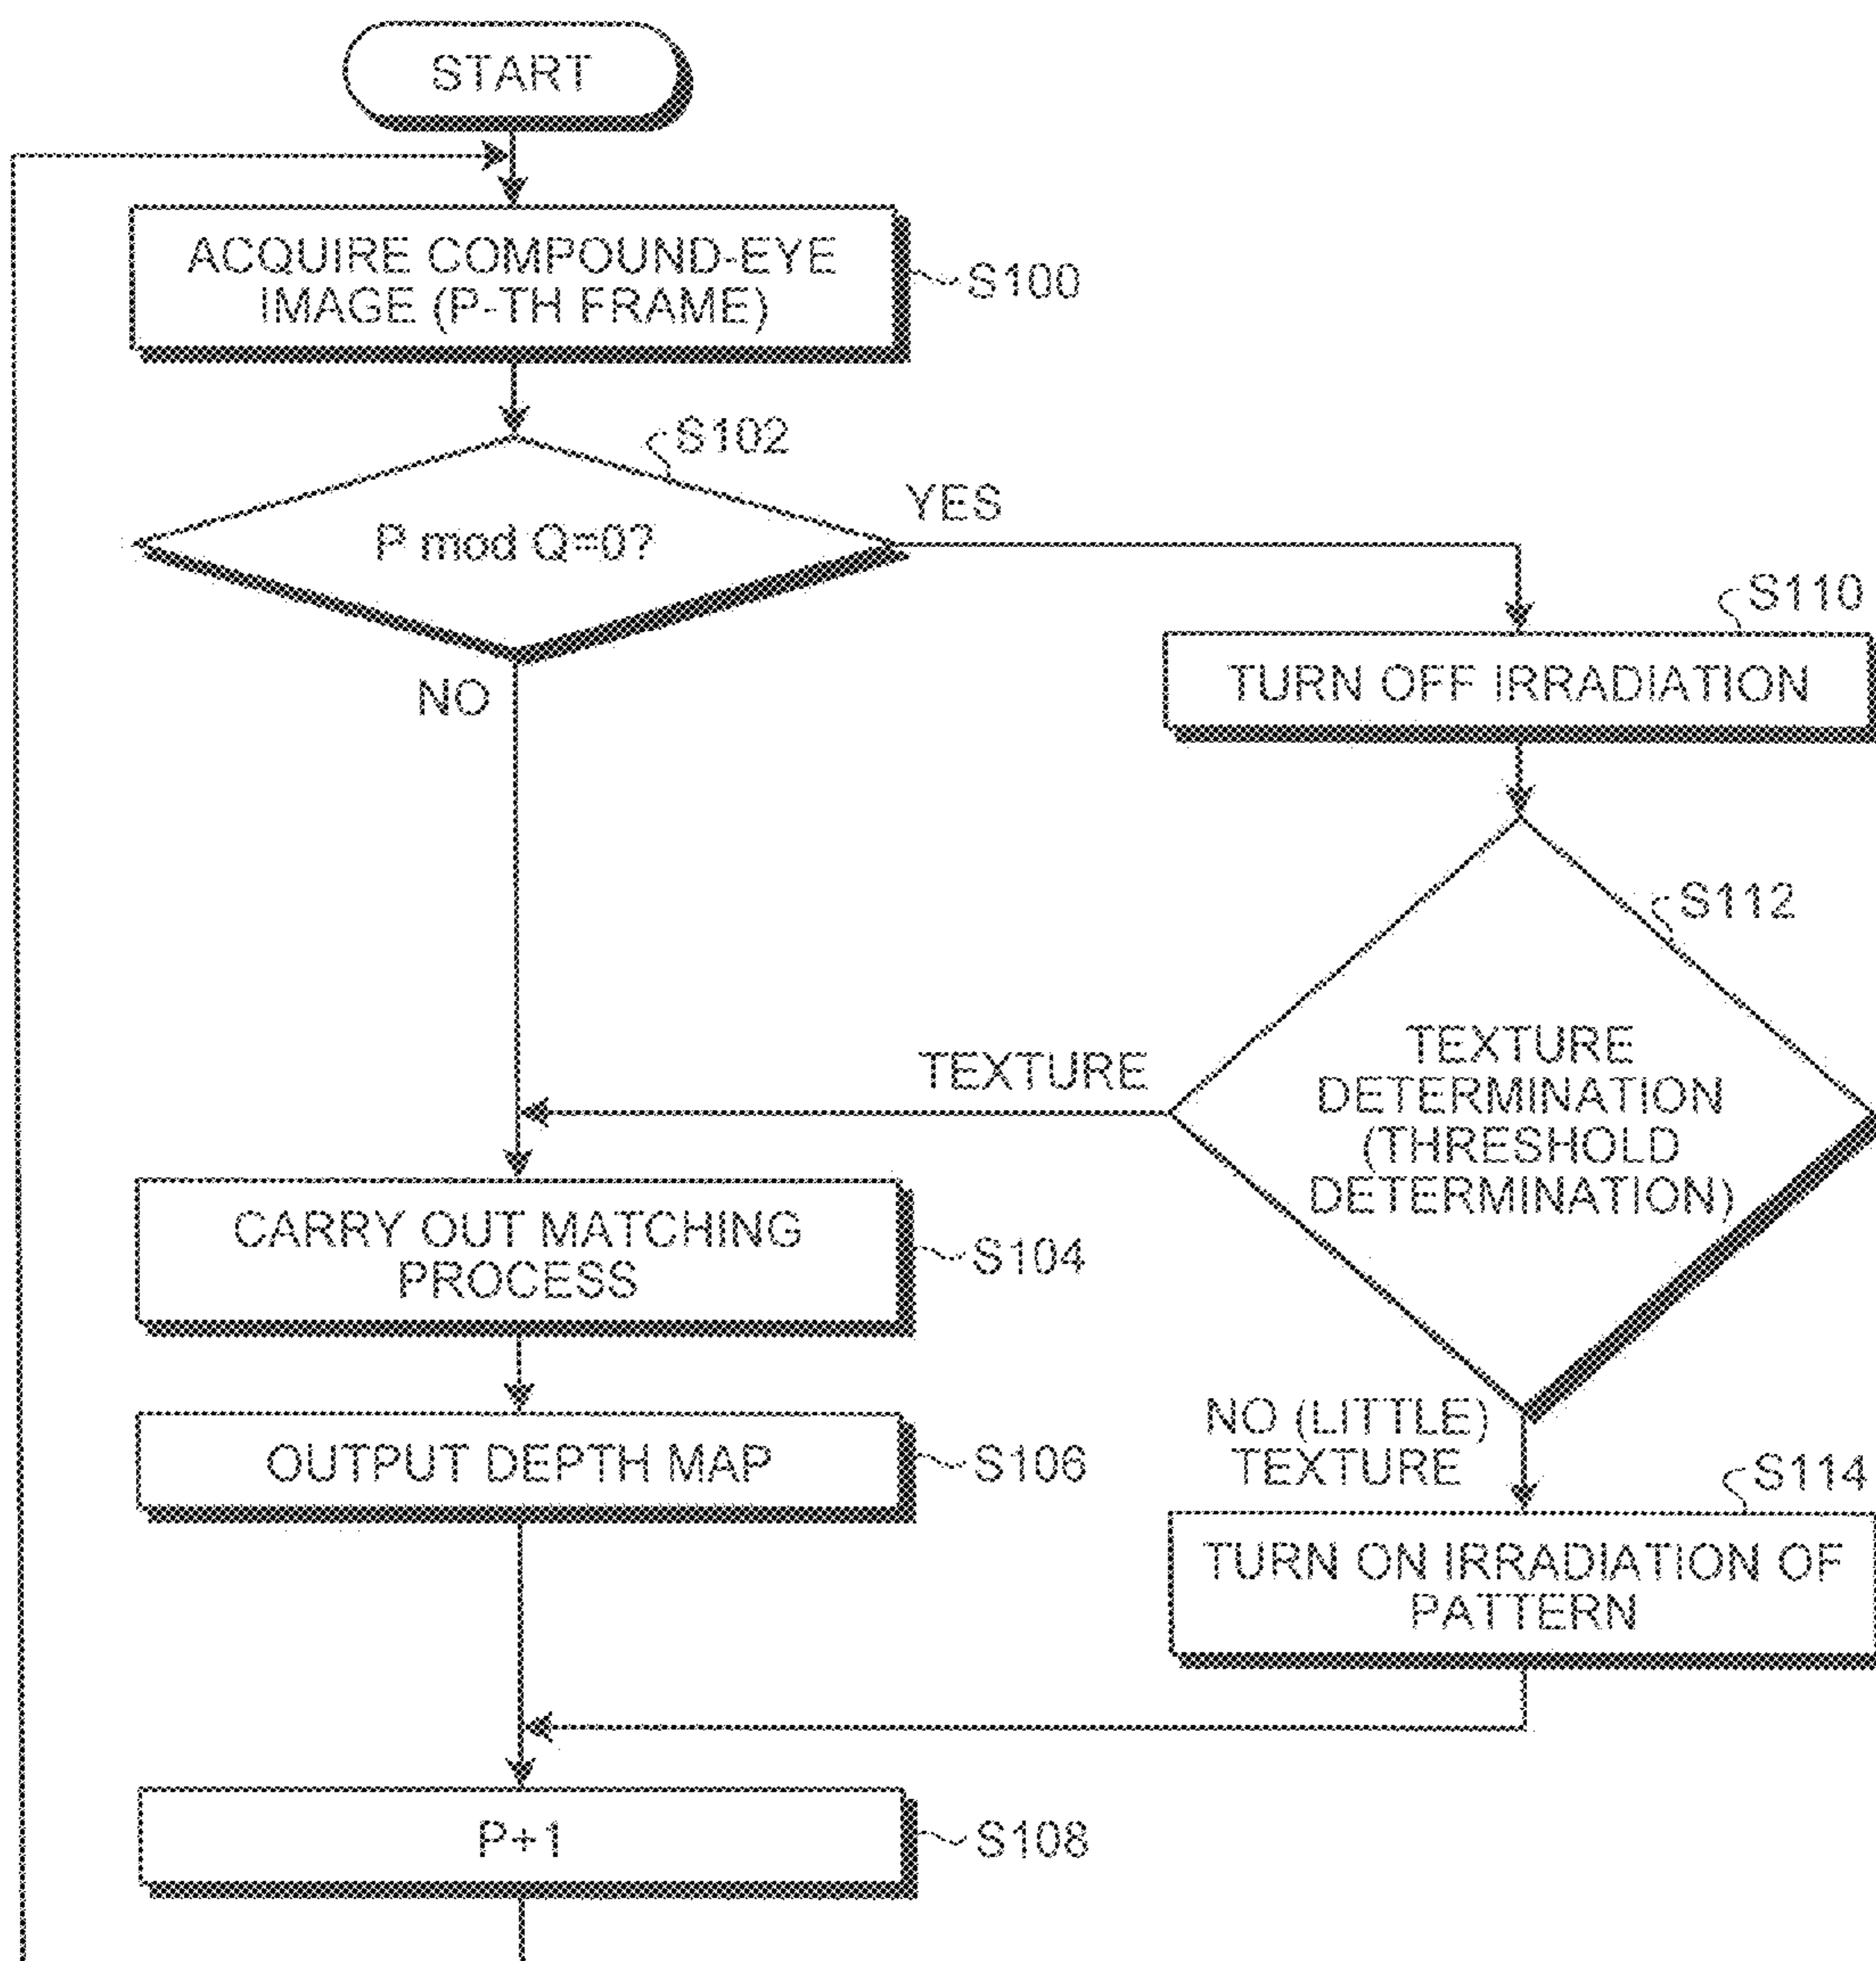 START
ACQUIRE COMPOUND-EYE
IMAGE (P-TH FRAME)
S100
S102
P mod Q=0?
YES
NO
S110
TURN OFF IRRADIATION
S112
TEXTURE
DETERMINATION
(THRESHOLD
DETERMINATION)
TEXTURE
CARRY OUT MATCHING
PROCESS
S104
OUTPUT DEPTH MAP
S106
NO (LITTLE)
TEXTURE
S114
TURN ON IRRADIATION OF
PATTERN
P+1
S108